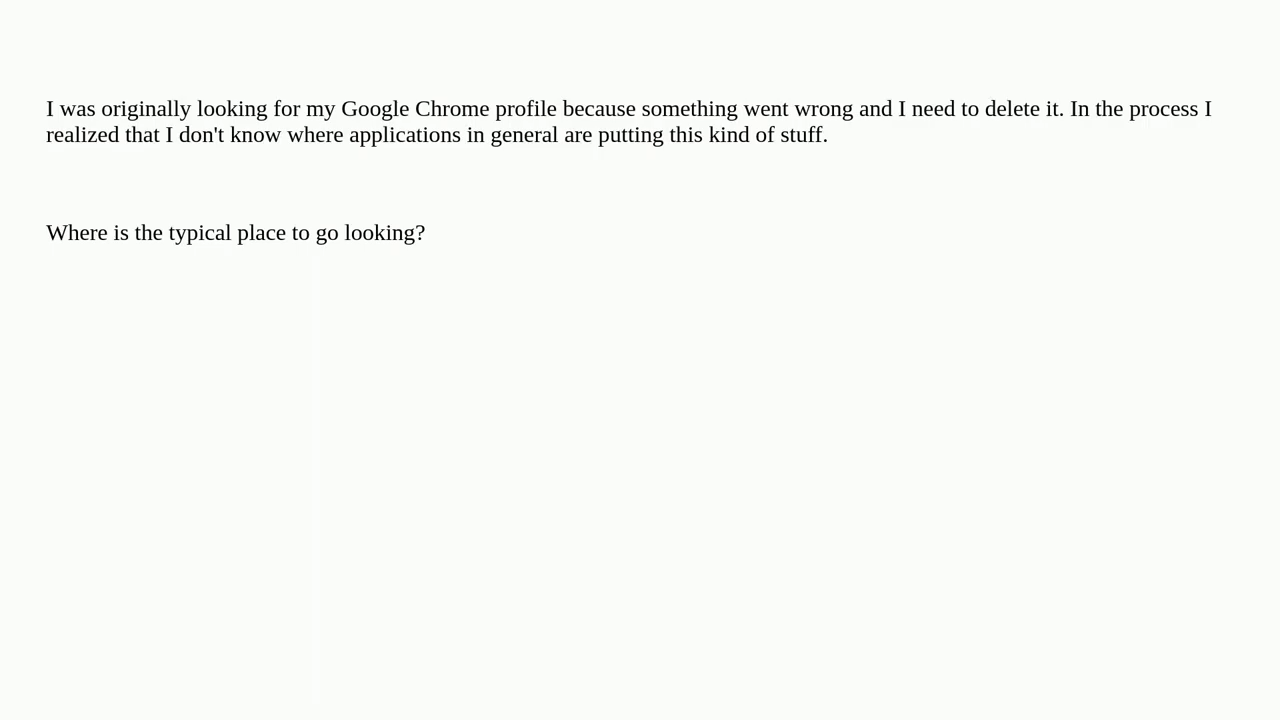 I was originally looking for my Google Chrome profile because something went wrong and I need to delete it. In the process I
realized that I don't know where applications in general are putting this kind of stuff.
Where is the typical place to go looking?